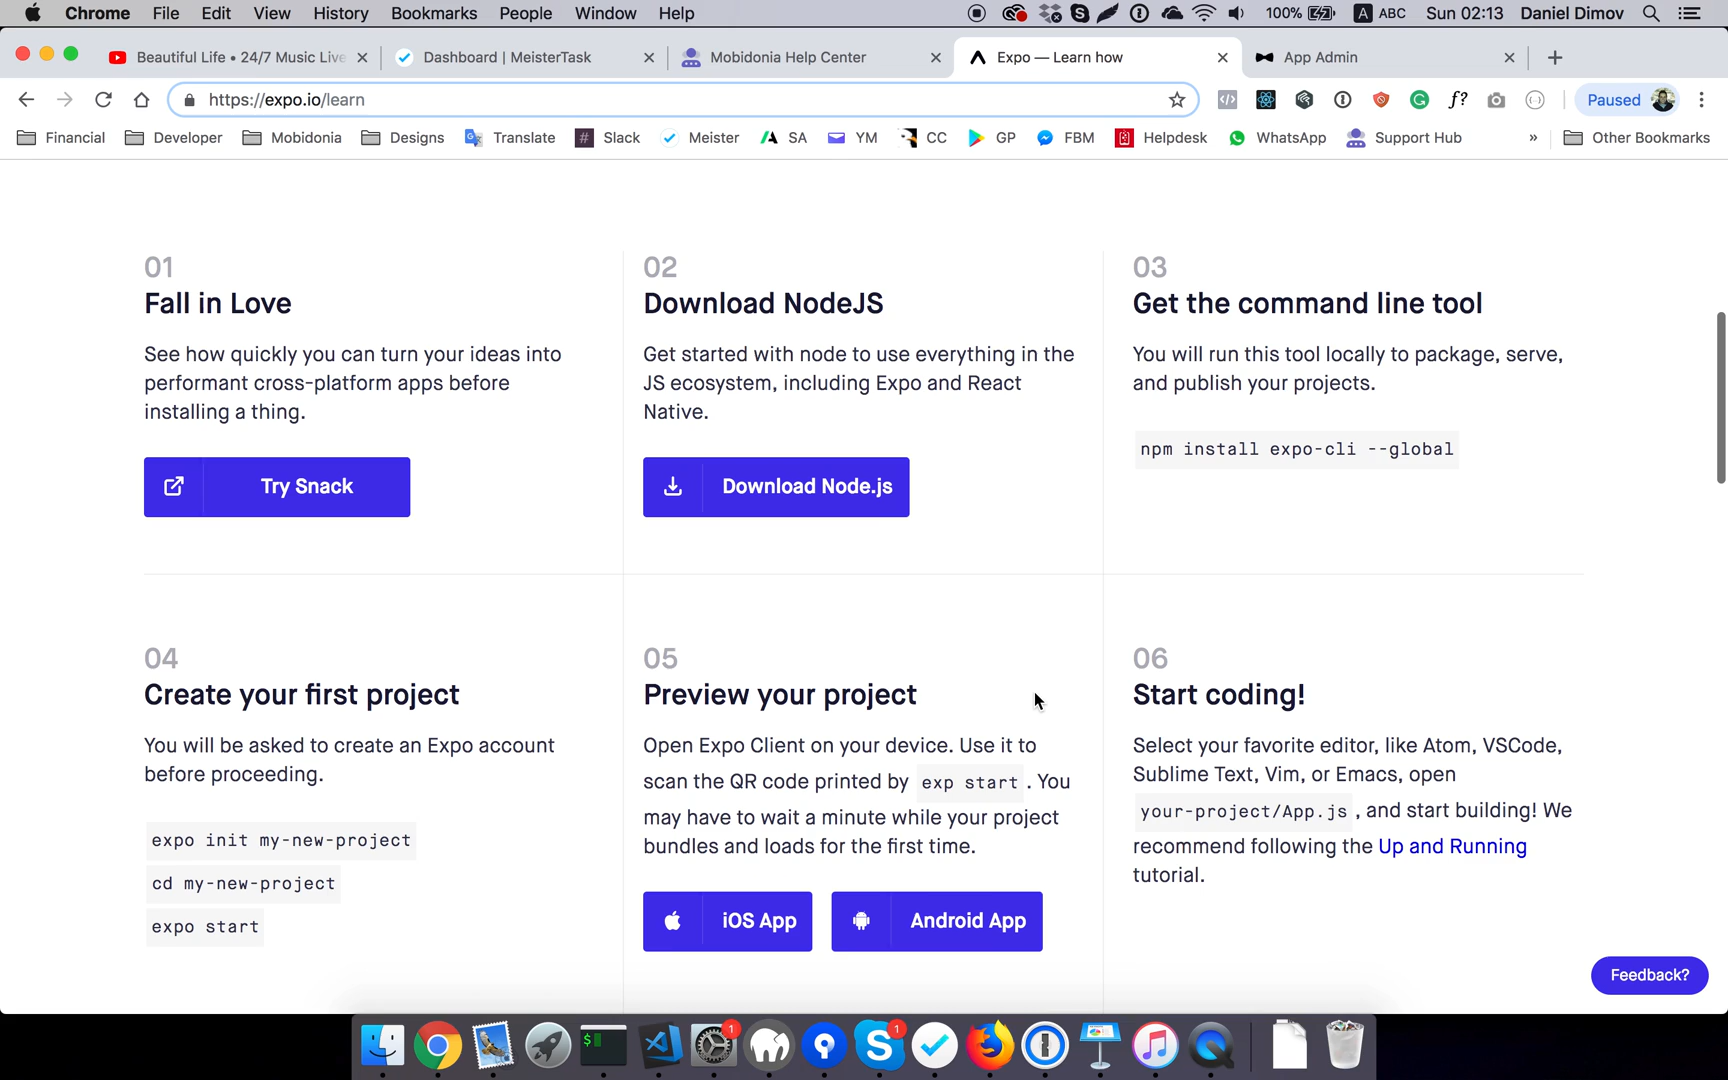 Chrome File Edit View History Bookmarks People Window Help 100% A ABC Sun 02:13 Daniel Dimov
Beautiful Life • 24/7 Music Live Dashboard | MeisterTask Mobidonia Help Center Expo — Learn how App Admin
https://expo.io/learn f? Paused
Financial Developer Mobidonia Designs Translate Slack Meister SA YM CC GP FBM Helpdesk WhatsApp Support Hub » Other Bookmarks
01
Fall in Love
See how quickly you can turn your ideas into
performant cross-platform apps before
installing a thing.
Try Snack
02
Download NodeJS
Get started with node to use everything in the
JS ecosystem, including Expo and React
Native.
Download Node.js
03
Get the command line tool
You will run this tool locally to package, serve,
and publish your projects.
npm install expo-cli --global
04
Create your first project
You will be asked to create an Expo account
before proceeding.
expo init my-new-project
cd my-new-project
expo start
05
Preview your project
Open Expo Client on your device. Use it to
scan the QR code printed by exp start. You
may have to wait a minute while your project
bundles and loads for the first time.
iOS App Android App
06
Start coding!
Select your favorite editor, like Atom, VSCode,
Sublime Text, Vim, or Emacs, open
your-project/App.js, and start building! We
recommend following the Up and Running
tutorial.
Feedback?
$ 1 S 1